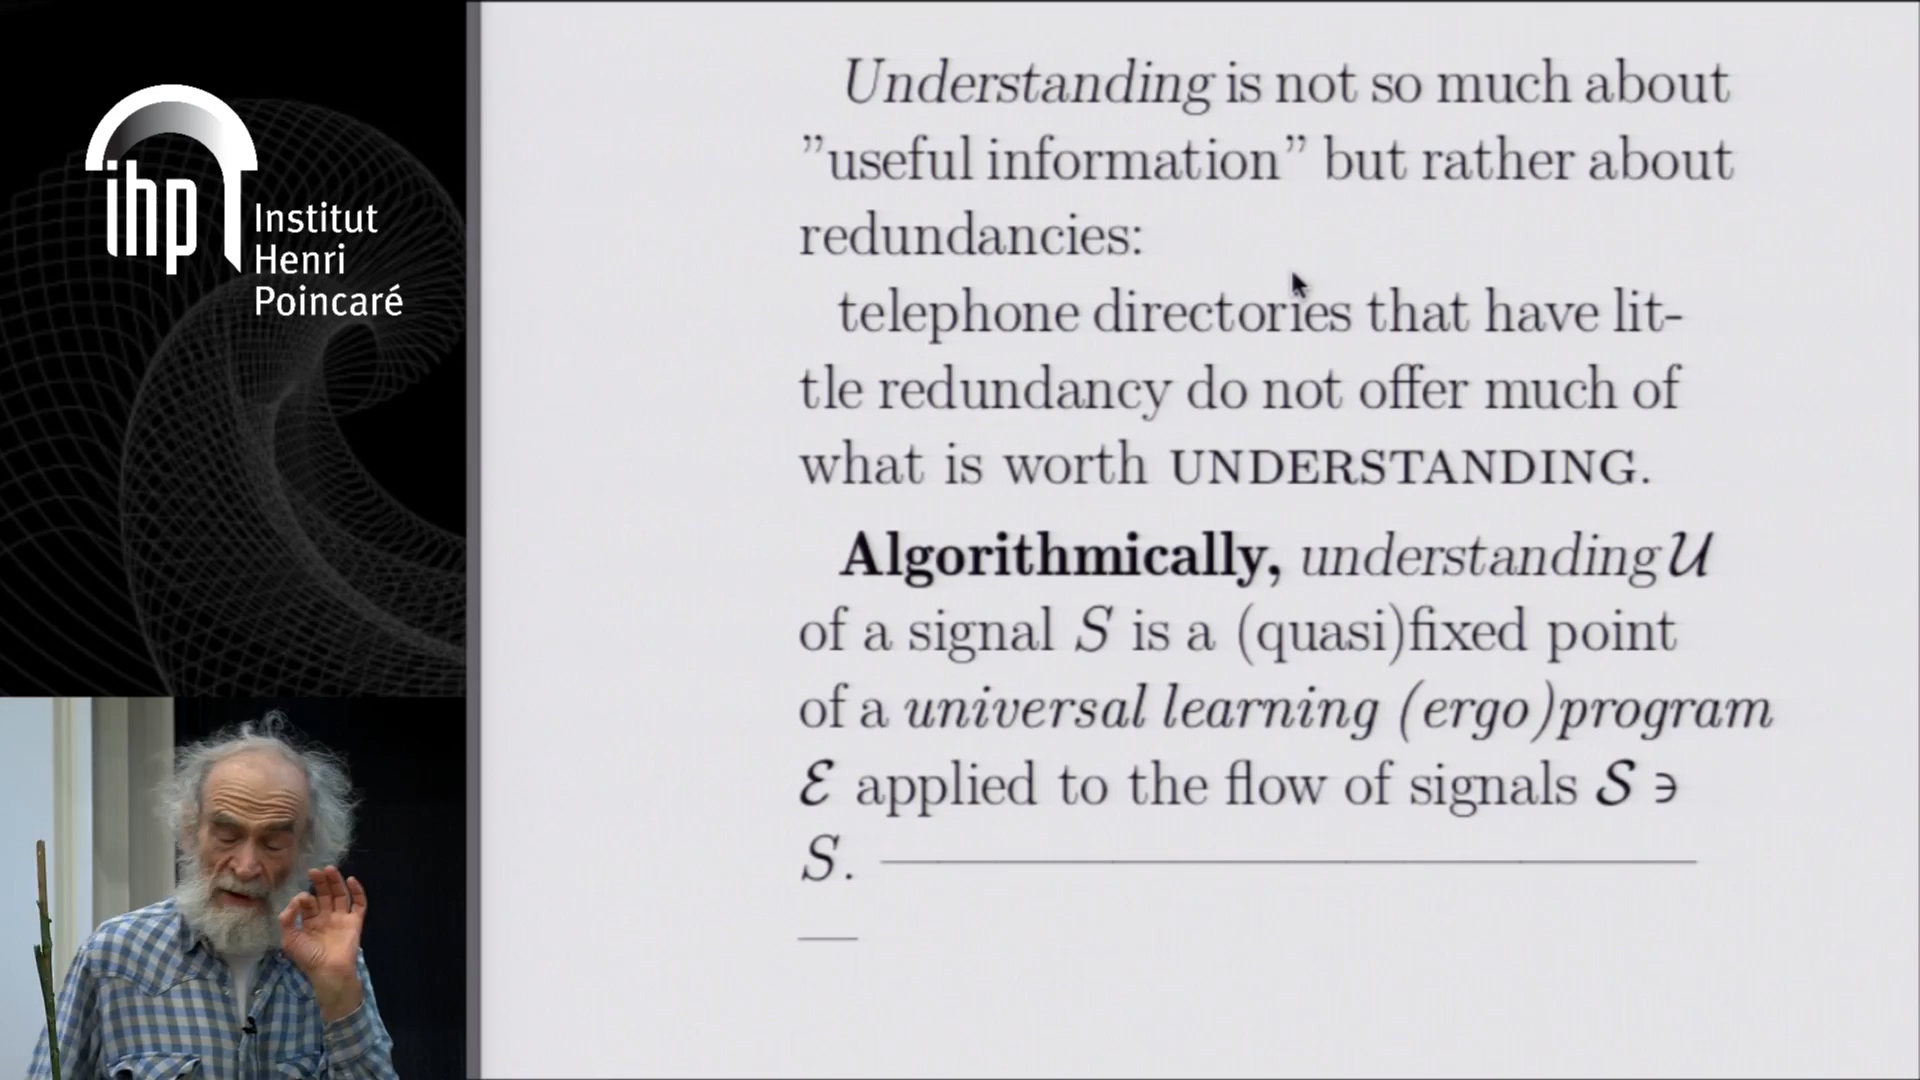 ihp
Institut
Henri
Poincaré
Understanding is not so much about
”useful information” but rather about
redundancies:
telephone directories that have lit-
tle redundancy do not offer much of
what is worth UNDERSTANDING.
Algorithmically, understanding 𝒰
of a signal S is a (quasi)fixed point
of a universal learning (ergo)program
ℰ applied to the flow of signals 𝒮 ∋
S.